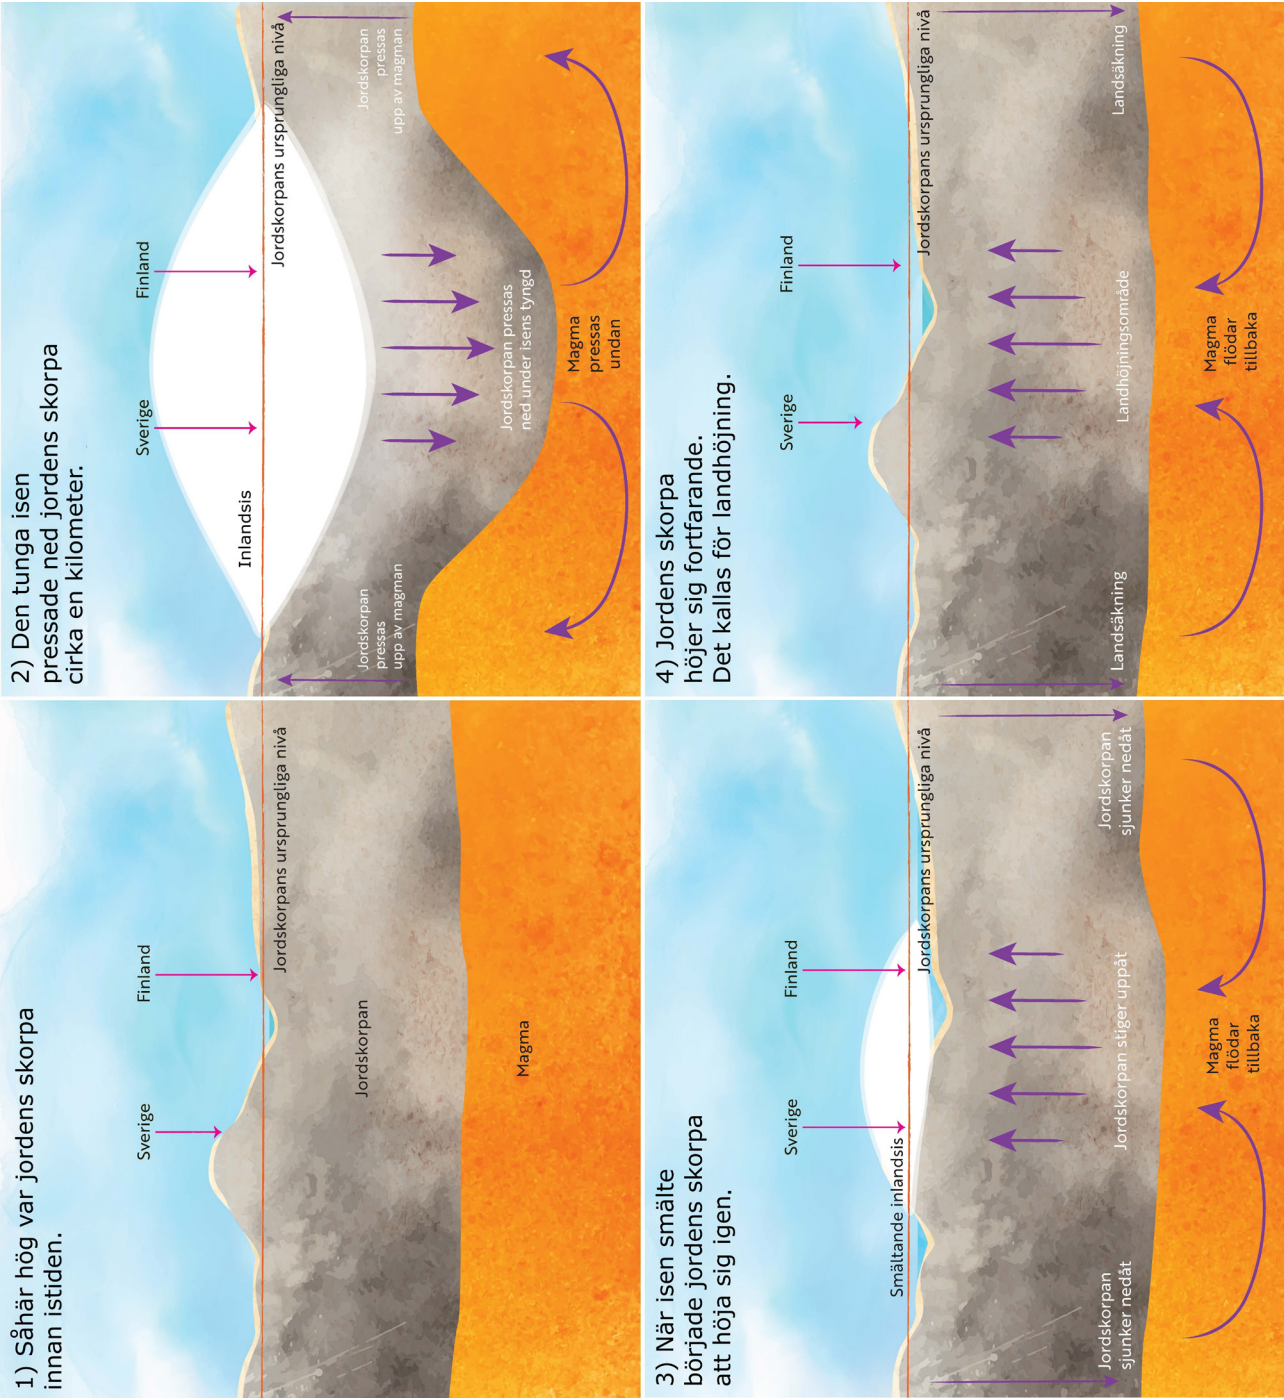 1) Såhär hög var jordens skorpa
innan istiden.
Sverige
Finland
Jordskorpans ursprungliga nivå
Jordskorpan
Magma
2) Den tunga isen
pressade ned jordens skorpa
cirka en kilometer.
Sverige
Finland
Inlandsis
Jordskorpans ursprungliga nivå
Jordskorpan
pressas
upp av magman
Jordskorpan
pressas
upp av magman
Jordskorpan pressas
ned under isens tyngd
Magma
pressas
undan
3) När isen smälte
började jordens skorpa
att höja sig igen.
Sverige
Finland
Smältande inlandsis
Jordskorpans ursprungliga nivå
Jordskorpan
sjunker nedåt
Jordskorpan stiger uppåt
Jordskorpan
sjunker nedåt
Magma
flödar
tillbaka
4) Jordens skorpa
höjer sig fortfarande.
Det kallas för landhöjning.
Sverige
Finland
Jordskorpans ursprungliga nivå
Landsäkning
Landhöjningsområde
Landsäkning
Magma
flödar
tillbaka